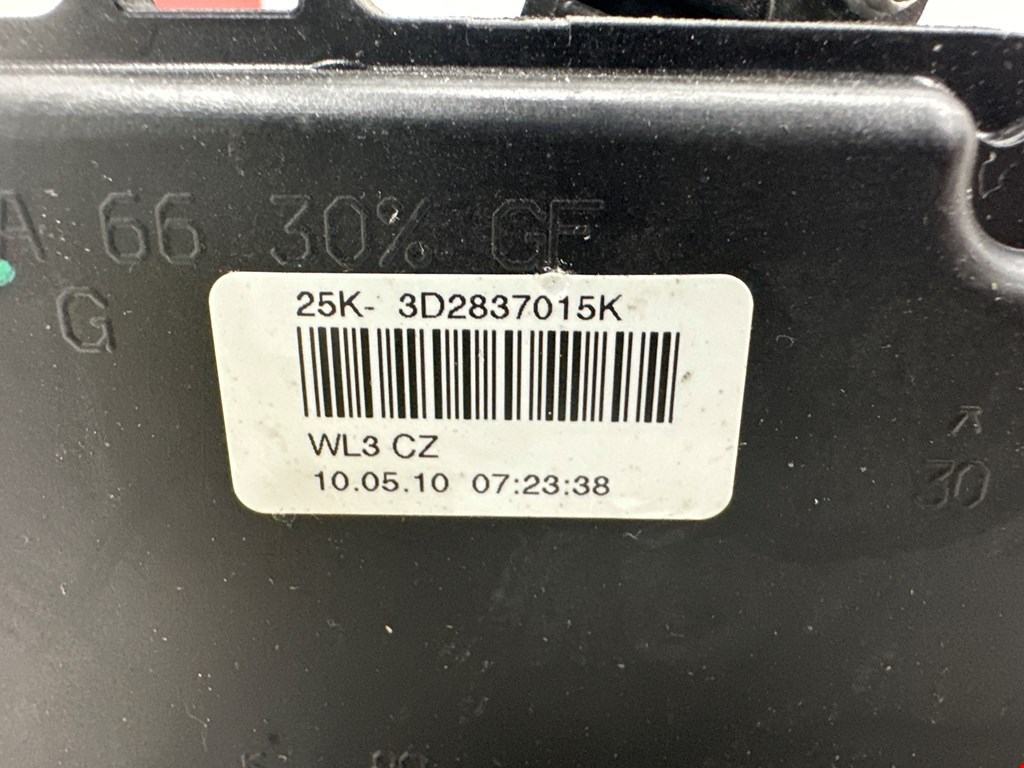 A 66 30% GF
G
25K- 3D2837015K
WL3 CZ
10.05.10 07:23:38
30